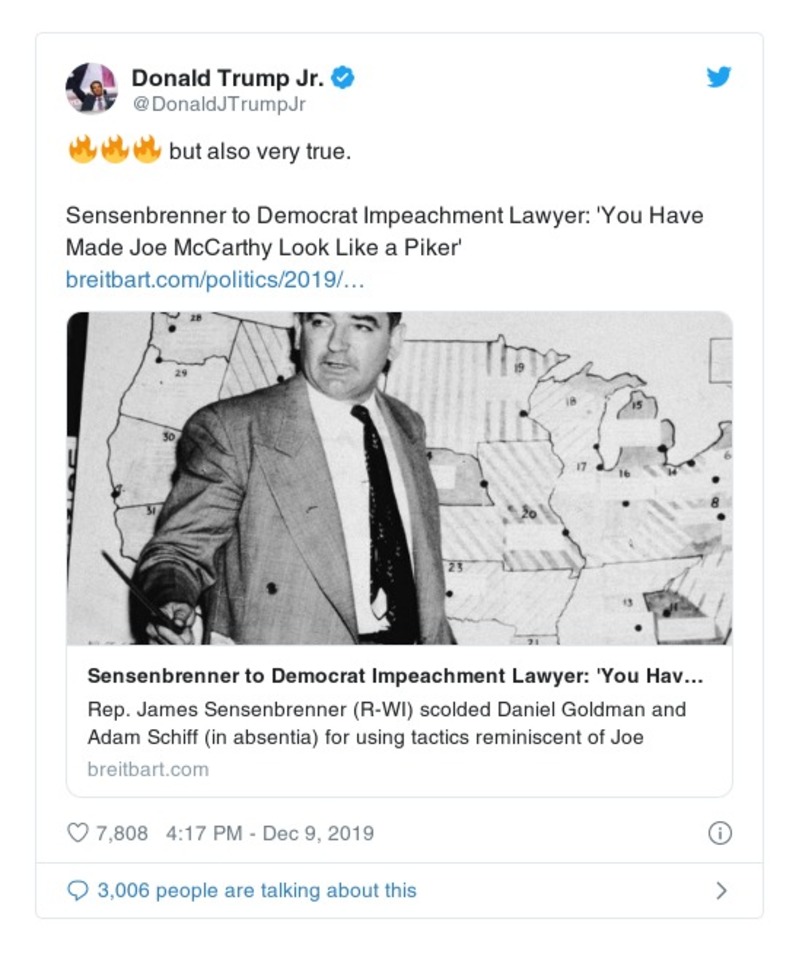 Donald Trump Jr.
@DonaldJTrumpJr
🔥🔥🔥 but also very true.
Sensenbrenner to Democrat Impeachment Lawyer: 'You Have
Made Joe McCarthy Look Like a Piker'
breitbart.com/politics/2019/…
28
29
30
31
19
18
15
17
16
14
6
8
20
23
13
11
21
Sensenbrenner to Democrat Impeachment Lawyer: 'You Hav…
Rep. James Sensenbrenner (R-WI) scolded Daniel Goldman and
Adam Schiff (in absentia) for using tactics reminiscent of Joe
breitbart.com
7,808 4:17 PM - Dec 9, 2019
3,006 people are talking about this